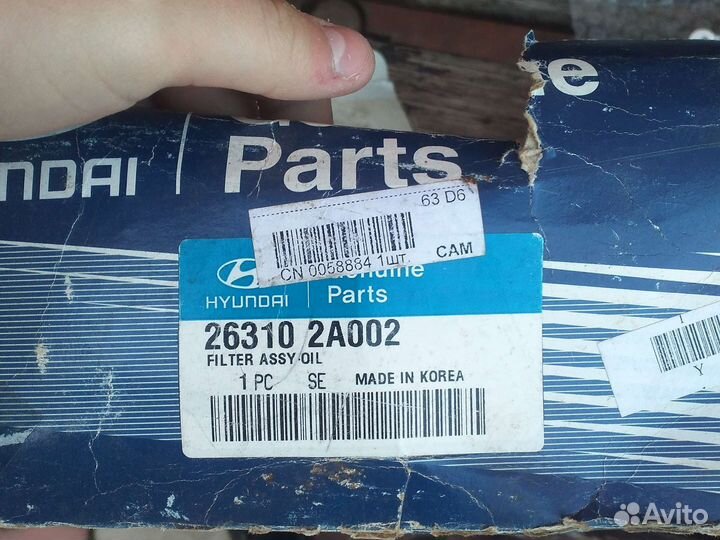 HYUNDAI
Parts
63 D6
CN 0058884 1шт.
CAM
HYUNDAI
Parts
26310 2A002
FILTER ASSY-OIL
1 PC SE MADE IN KOREA
Y
Avito